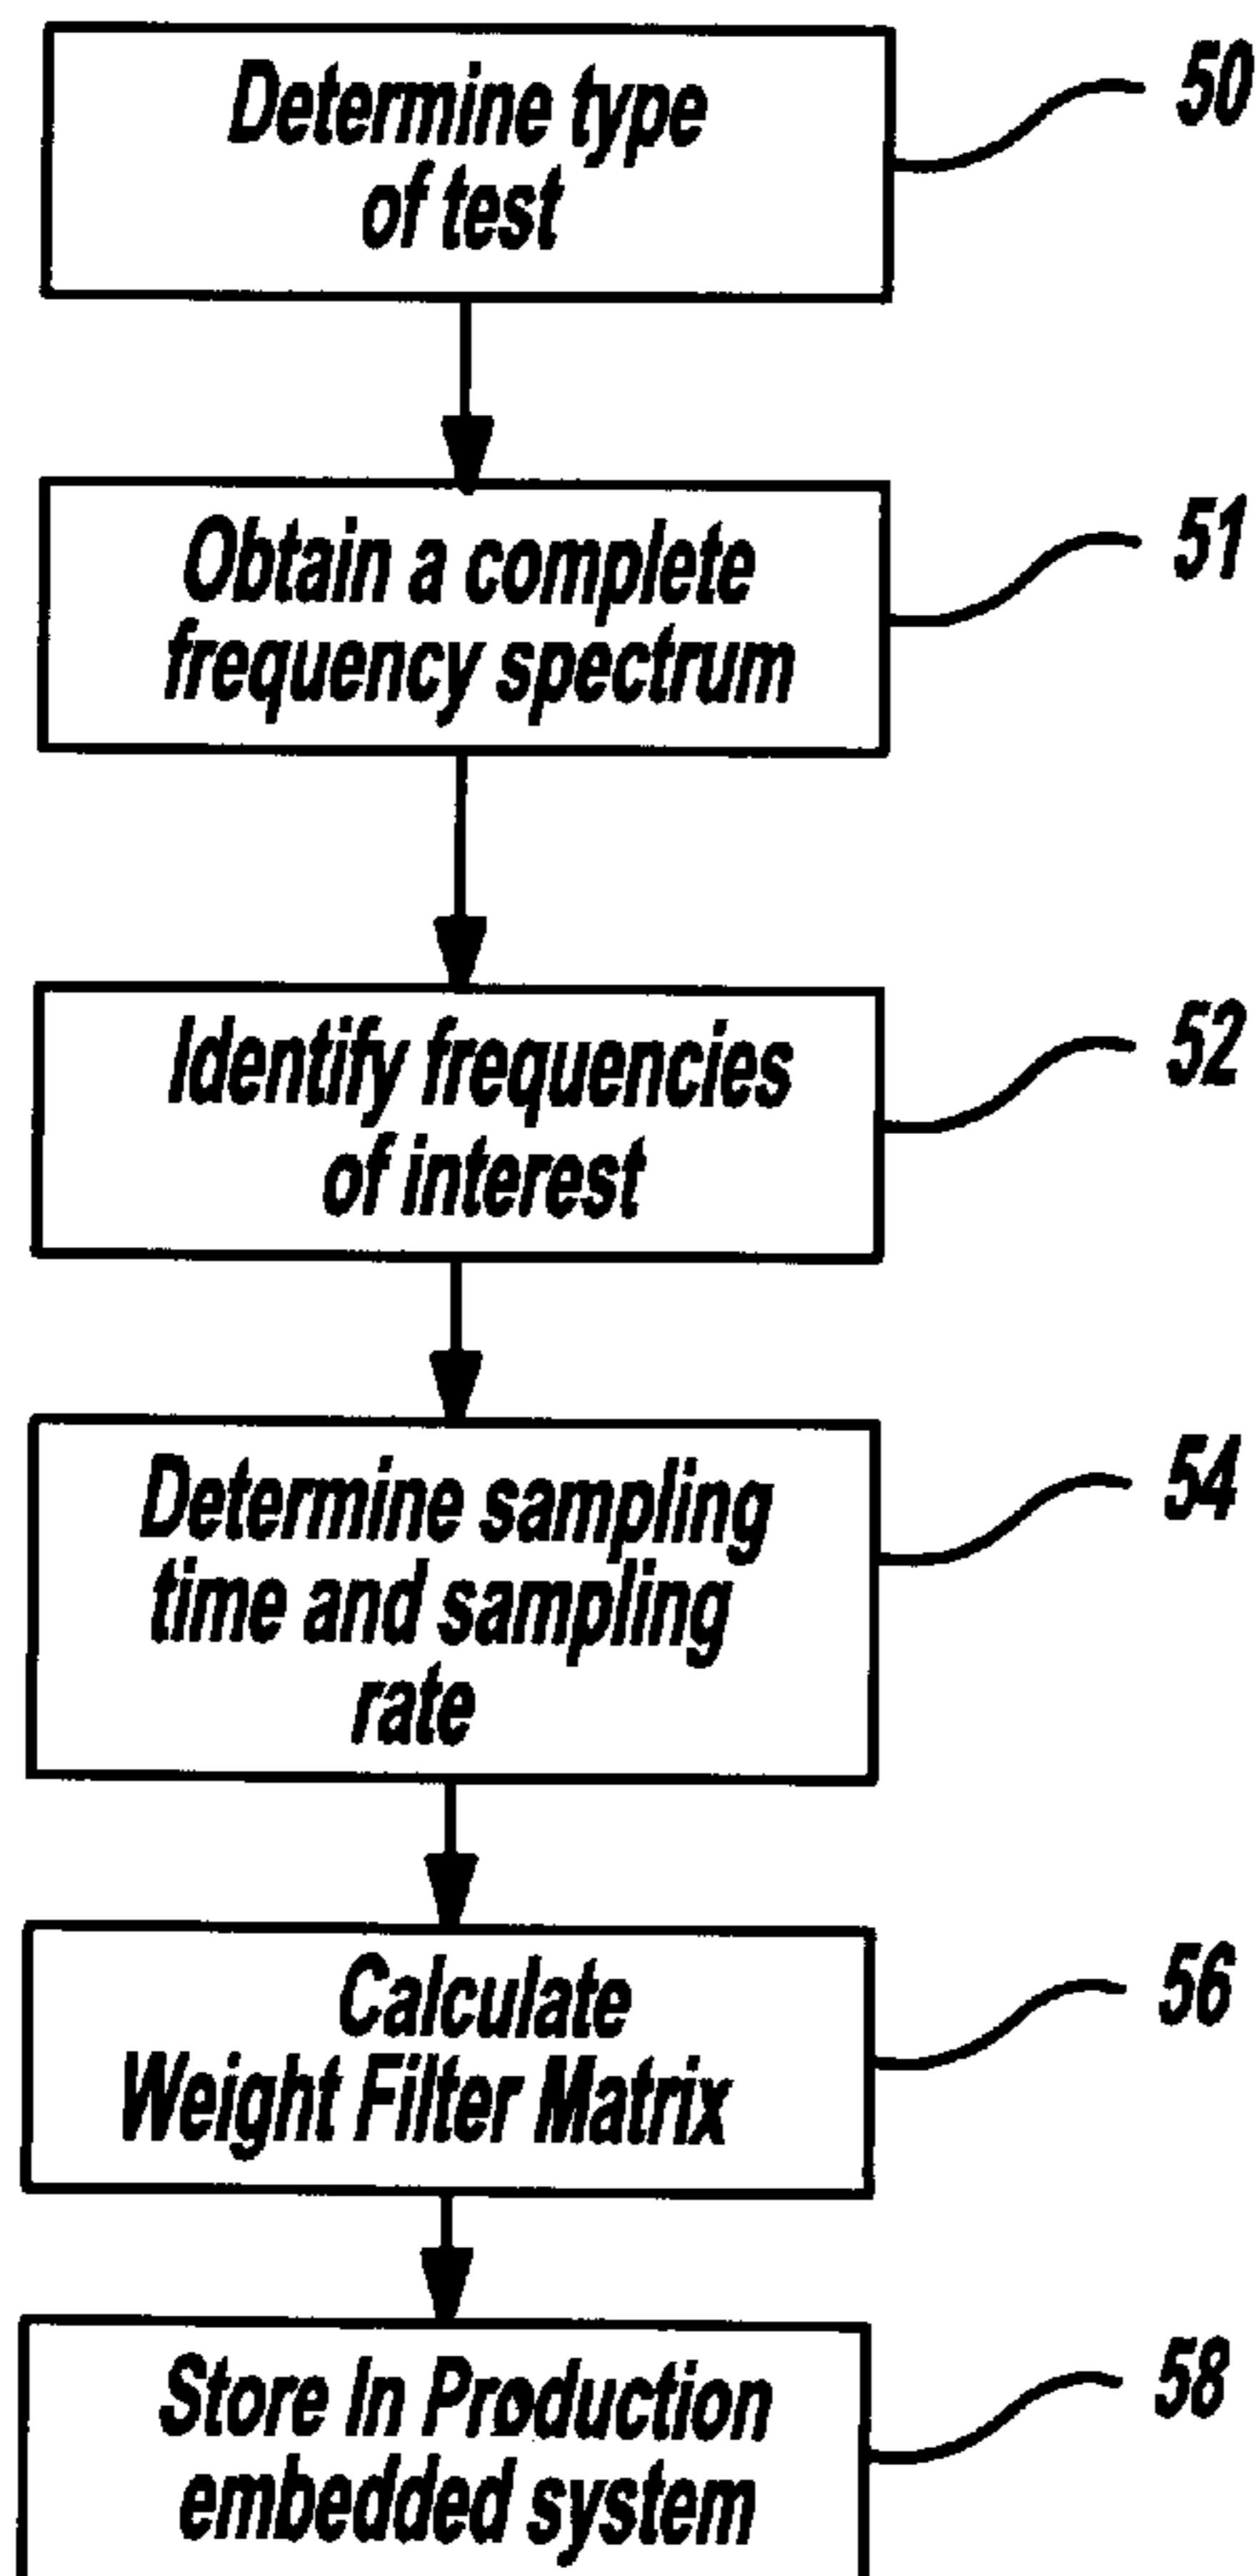 Determine type
of test
50
Obtain a complete
frequency spectrum
51
Identify frequencies
of interest
52
Determine sampling
time and sampling
rate
54
Calculate
Weight Filter Matrix
56
Store In Production
embedded system
58